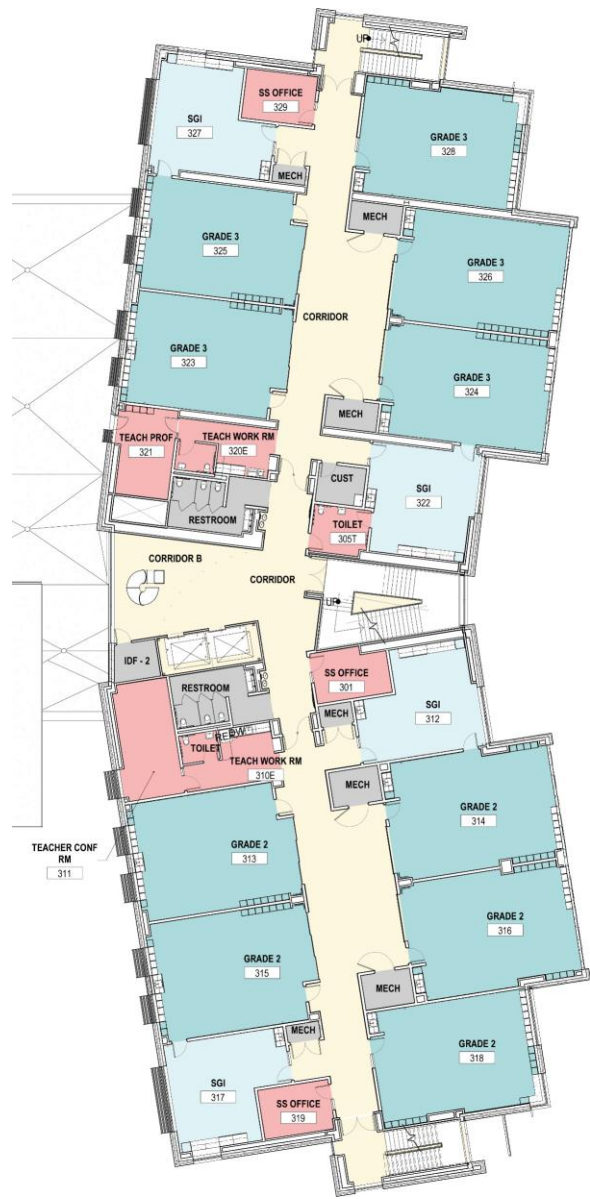 UP
SS OFFICE
329
SGI
327
GRADE 3
328
MECH
MECH
GRADE 3
325
GRADE 3
326
CORRIDOR
GRADE 3
323
GRADE 3
324
MECH
TEACH PROF
321
TEACH WORK RM
320E
SGI
322
CUST
RESTROOM
TOILET
305T
CORRIDOR B
CORRIDOR
UP
IDF - 2
SS OFFICE
301
RESTROOM
SGI
312
MECH
TOILET
TEACH WORK RM
310E
MECH
GRADE 2
314
TEACHER CONF
RM
311
GRADE 2
313
GRADE 2
316
GRADE 2
315
MECH
MECH
GRADE 2
318
SGI
317
SS OFFICE
319